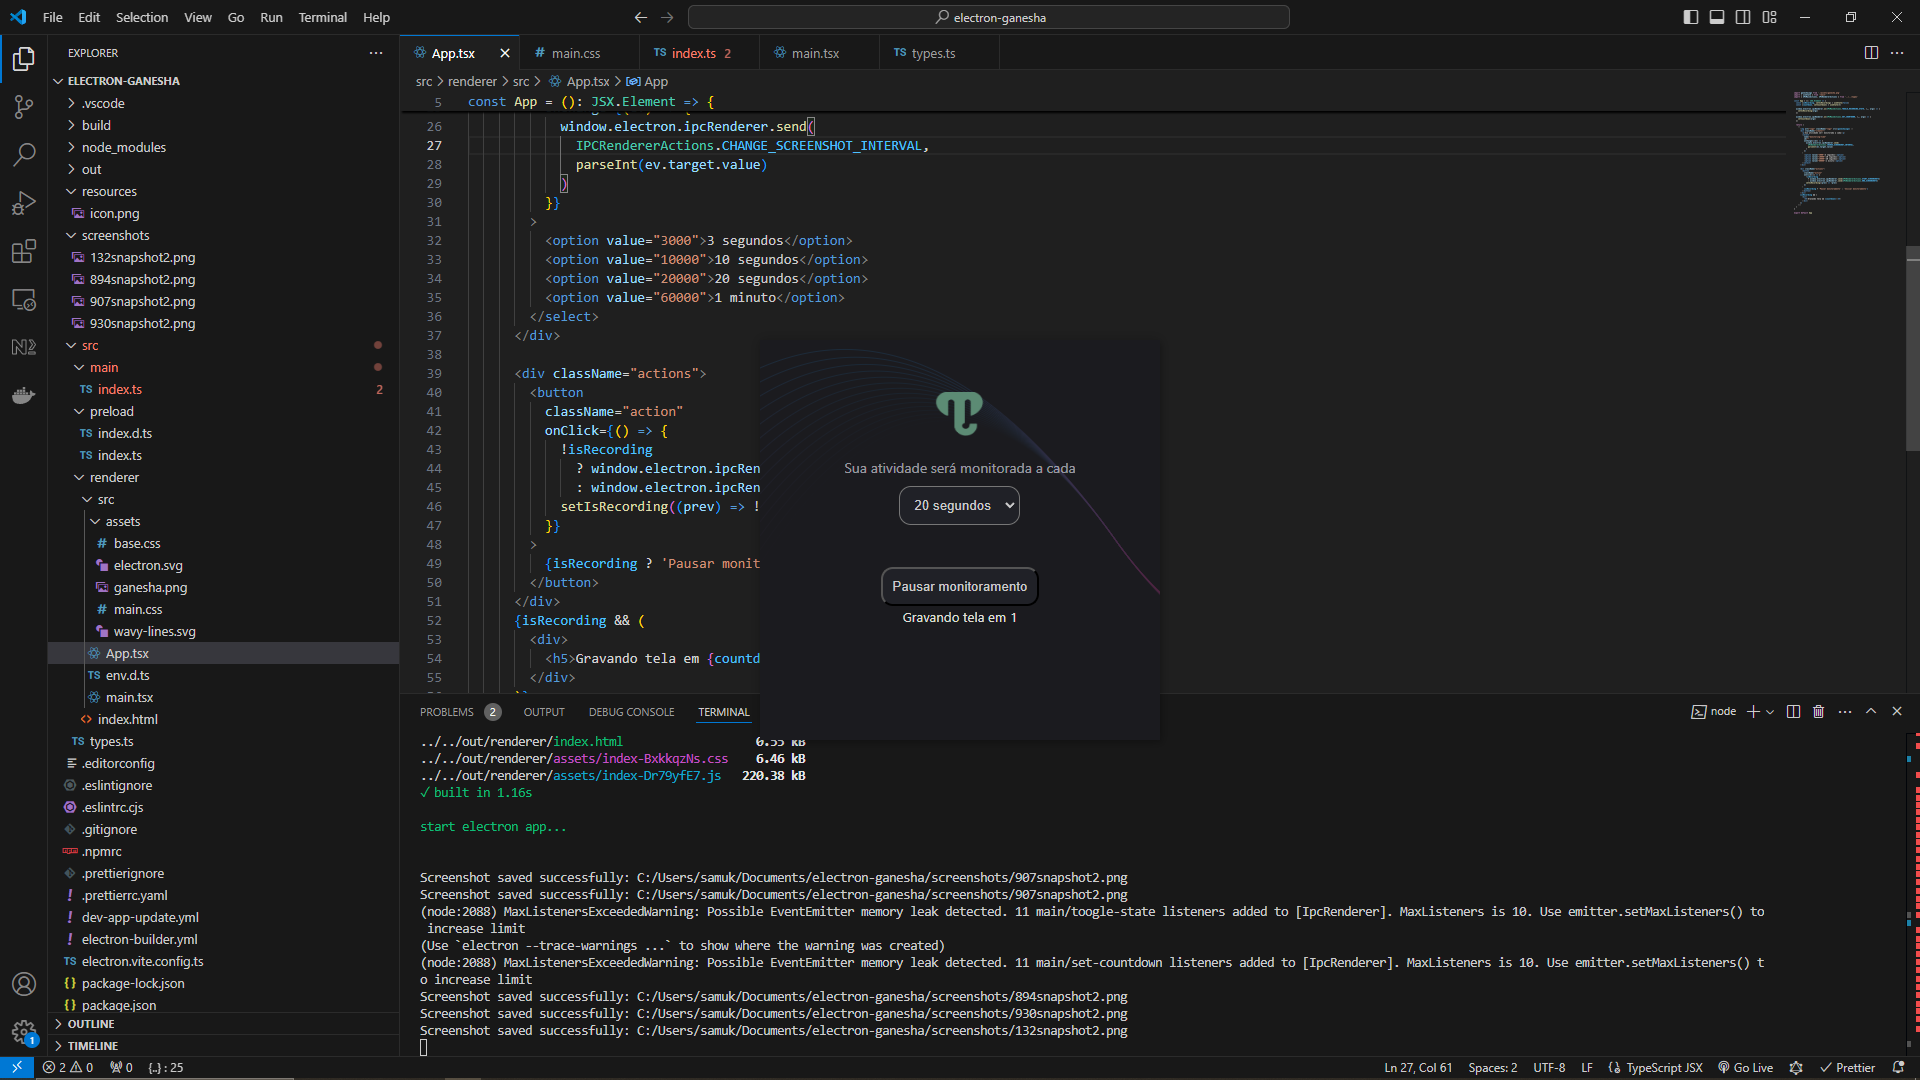 File Edit Selection View Go Run Terminal Help
electron-ganesha
EXPLORER
ELECTRON-GANESHA
.vscode
build
node_modules
out
resources
icon.png
screenshots
132snapshot2.png
894snapshot2.png
907snapshot2.png
930snapshot2.png
src
main
TS index.ts 2
preload
TS index.d.ts
TS index.ts
renderer
src
assets
# base.css
electron.svg
ganesha.png
# main.css
wavy-lines.svg
App.tsx
TS env.d.ts
main.tsx
index.html
TS types.ts
.editorconfig
.eslintignore
.eslintrc.cjs
.gitignore
.npmrc
.prettierignore
! .prettierrc.yaml
! dev-app-update.yml
! electron-builder.yml
TS electron.vite.config.ts
{} package-lock.json
{} package.json
OUTLINE
TIMELINE
App.tsx
# main.css
TS index.ts 2
main.tsx
TS types.ts
src > renderer > src > App.tsx > App
5 const App = (): JSX.Element => {
26 window.electron.ipcRenderer.send(
27 IPCRendererActions.CHANGE_SCREENSHOT_INTERVAL,
28 parseInt(ev.target.value)
29 )
30 }}
31 >
32 <option value="3000">3 segundos</option>
33 <option value="10000">10 segundos</option>
34 <option value="20000">20 segundos</option>
35 <option value="60000">1 minuto</option>
36 </select>
37 </div>
38
39 <div className="actions">
40 <button
41 className="action"
42 onClick={() => {
43 !isRecording
44 ? window.electron.ipcRen
45 : window.electron.ipcRen
46 setIsRecording((prev) => !
47 }}
48 >
49 {isRecording ? 'Pausar monit
50 </button>
51 </div>
52 {isRecording && (
53 <div>
54 <h5>Gravando tela em {countd
55 </div>
Sua atividade será monitorada a cada
20 segundos
Pausar monitoramento
Gravando tela em 1
PROBLEMS 2 OUTPUT DEBUG CONSOLE TERMINAL
node
../../out/renderer/index.html 0.55 kB
../../out/renderer/assets/index-BxkkqzNs.css 6.46 kB
../../out/renderer/assets/index-Dr79yfE7.js 220.38 kB
✓ built in 1.16s
start electron app...
Screenshot saved successfully: C:/Users/samuk/Documents/electron-ganesha/screenshots/907snapshot2.png
Screenshot saved successfully: C:/Users/samuk/Documents/electron-ganesha/screenshots/907snapshot2.png
(node:2088) MaxListenersExceededWarning: Possible EventEmitter memory leak detected. 11 main/toogle-state listeners added to [IpcRenderer]. MaxListeners is 10. Use emitter.setMaxListeners() to
increase limit
(Use `electron --trace-warnings ...` to show where the warning was created)
(node:2088) MaxListenersExceededWarning: Possible EventEmitter memory leak detected. 11 main/set-countdown listeners added to [IpcRenderer]. MaxListeners is 10. Use emitter.setMaxListeners() t
o increase limit
Screenshot saved successfully: C:/Users/samuk/Documents/electron-ganesha/screenshots/894snapshot2.png
Screenshot saved successfully: C:/Users/samuk/Documents/electron-ganesha/screenshots/930snapshot2.png
Screenshot saved successfully: C:/Users/samuk/Documents/electron-ganesha/screenshots/132snapshot2.png
1
2 0 0 {..} : 25
Ln 27, Col 61 Spaces: 2 UTF-8 LF TypeScript JSX Go Live Prettier